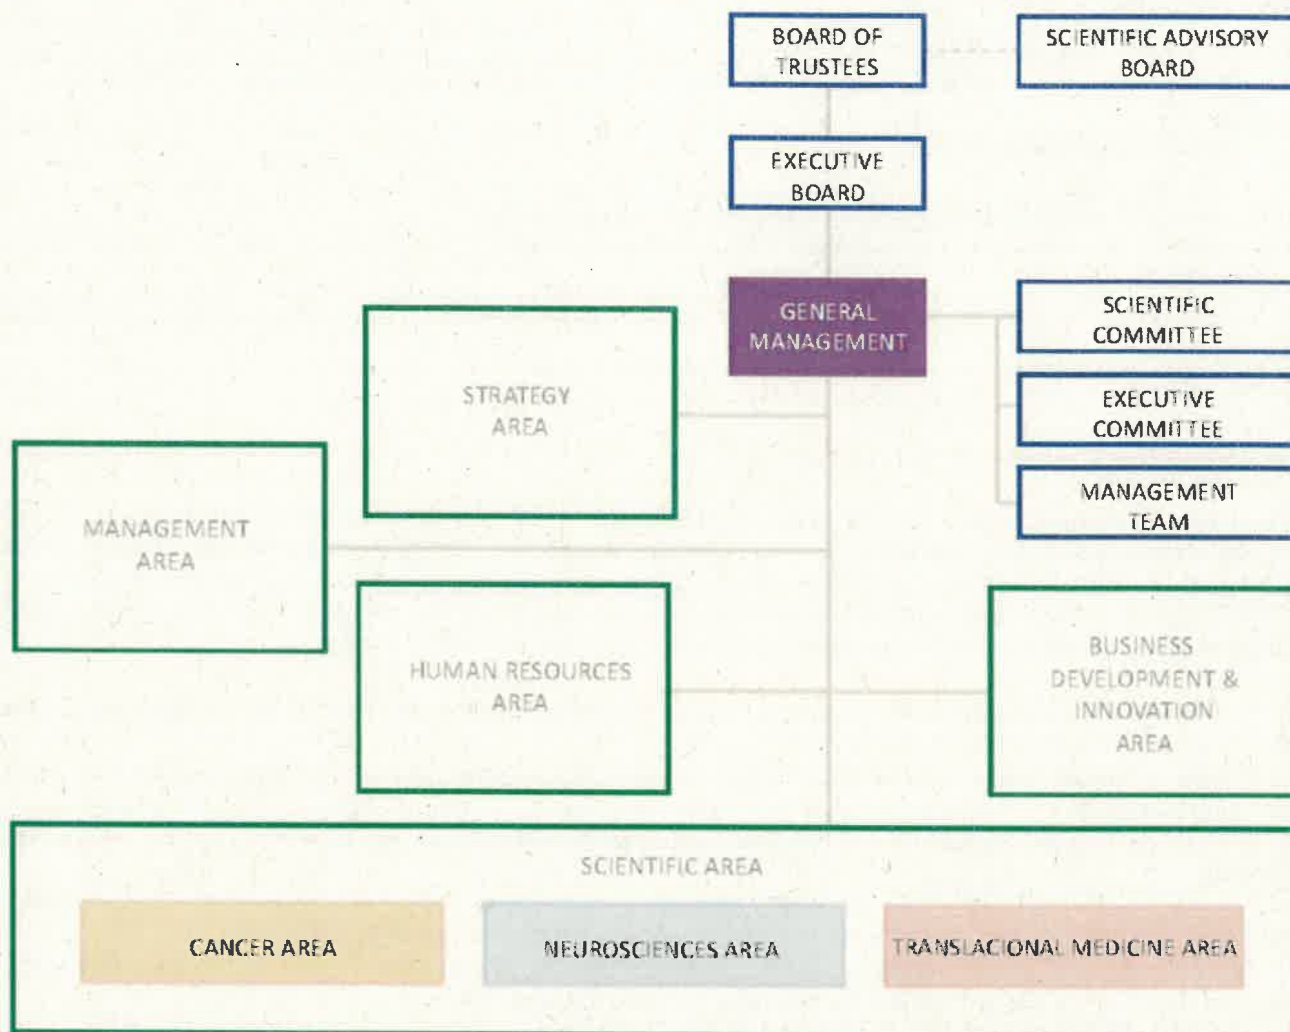 BOARD OF
TRUSTEES
SCIENTIFIC ADVISORY
BOARD
EXECUTIVE
BOARD
GENERAL
MANAGEMENT
SCIENTIFIC
COMMITTEE
EXECUTIVE
COMMITTEE
MANAGEMENT
TEAM
STRATEGY
AREA
MANAGEMENT
AREA
HUMAN RESOURCES
AREA
BUSINESS
DEVELOPMENT &
INNOVATION
AREA
SCIENTIFIC AREA
CANCER AREA
NEUROSCIENCES AREA
TRANSLACIONAL MEDICINE AREA